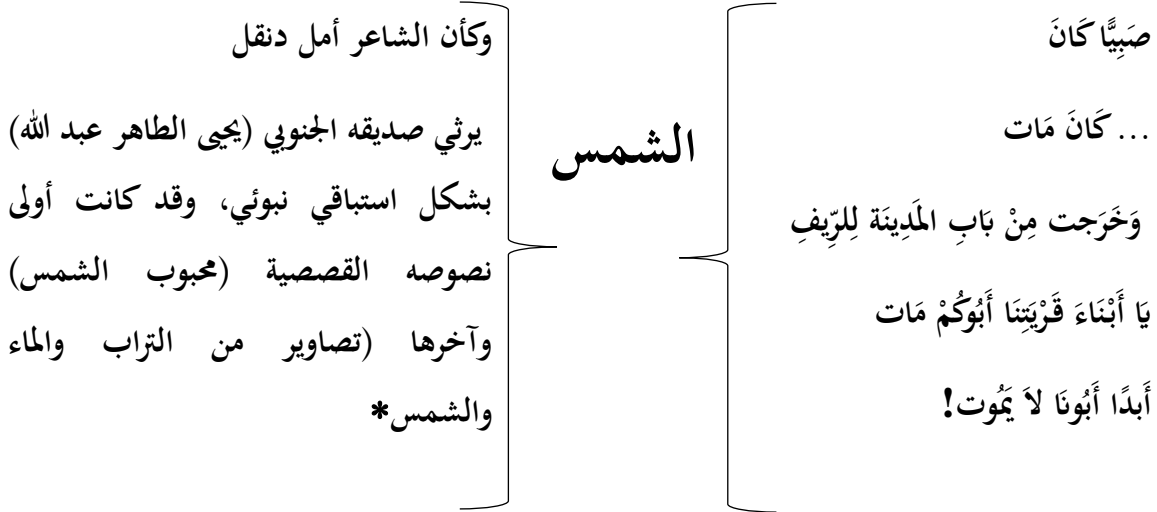 صَبِيًّا كَانَ
... كَانَ مَات
وَخَرَجت مِنْ بَابِ المَدِينَة لِلرِّيفِ
يَا أَبْنَاءَ قَرْيَتِنَا أَبُوكُمْ مَات
أَبدًا أَبُونَا لاَ يَمُوت!
الشمس
وكأن الشاعر أمل دنقل
يرثي صديقه الجنوبي (يحيى الطاهر عبد الله)
بشكل استباقي نبوئي، وقد كانت أولى
نصوصه القصصية (محبوب الشمس)
وآخرها (تصاوير من التراب والماء
والشمس*